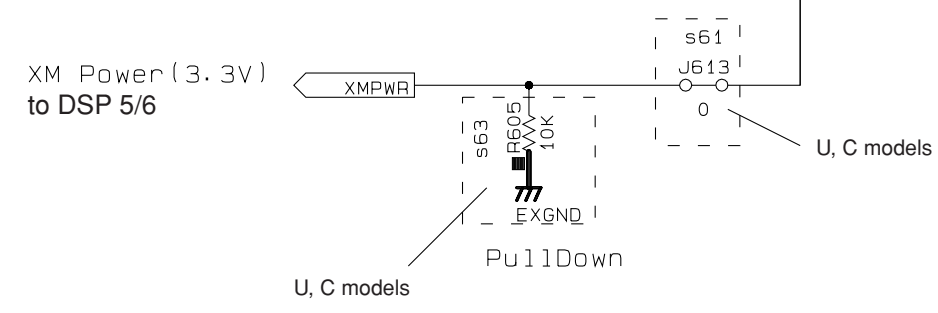 s61
J613
0
XM Power(3.3V)
to DSP 5/6
XMPWR
s63
R605
10K
EXGND
PullDown
U, C models
U, C models